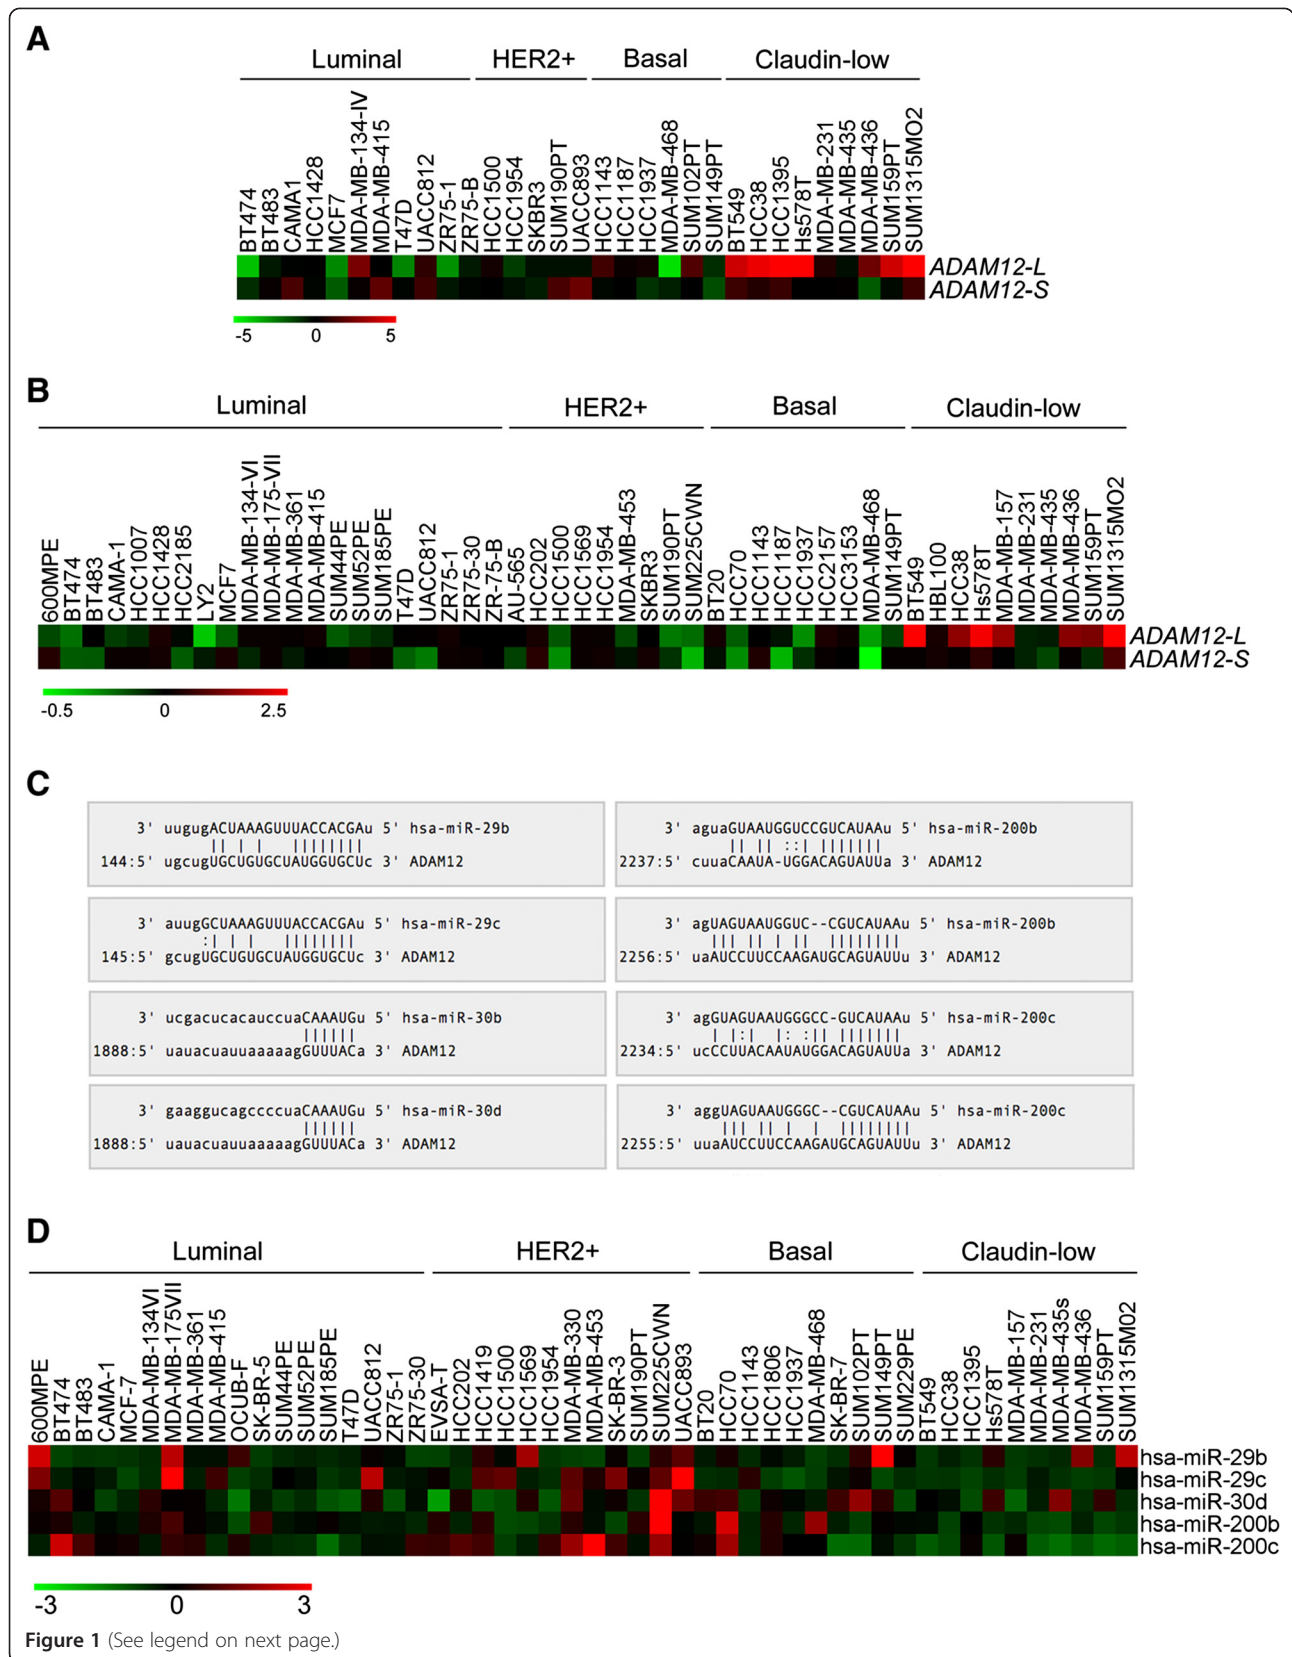 A
Luminal HER2+ Basal Claudin-low
BT474 BT483 CAMA1 HCC1428 MCF7 MDA-MB-134-IV MDA-MB-415 T47D UACC812 ZR75-1 ZR75-B HCC1500 HCC1954 SKBR3 SUM190PT UACC893 HCC1143 HCC1187 HCC1937 MDA-MB-468 SUM102PT SUM149PT BT549 HCC38 HCC1395 Hs578T MDA-MB-231 MDA-MB-435 MDA-MB-436 SUM159PT SUM1315MO2
ADAM12-L
ADAM12-S
-5 0 5
B
Luminal HER2+ Basal Claudin-low
600MPE BT474 BT483 CAMA-1 HCC1007 HCC1428 HCC2185 LY2 MCF7 MDA-MB-134-VI MDA-MB-175-VII MDA-MB-361 MDA-MB-415 SUM44PE SUM52PE SUM185PE T47D UACC812 ZR75-1 ZR75-30 ZR-75-B AU-565 HCC202 HCC1500 HCC1569 HCC1954 MDA-MB-453 SKBR3 SUM190PT SUM225CWN BT20 HCC70 HCC1143 HCC1187 HCC1937 HCC2157 HCC3153 MDA-MB-468 SUM149PT BT549 HBL100 HCC38 Hs578T MDA-MB-157 MDA-MB-231 MDA-MB-435 MDA-MB-436 SUM159PT SUM1315MO2
ADAM12-L
ADAM12-S
-0.5 0 2.5
C
3' uugugACUAAAGUUUACCACGAu 5' hsa-miR-29b
144:5' ugcugUGCUGUGCUAUGGUGCUc 3' ADAM12
3' aguaGUAAUGGUCCGUCAUAAu 5' hsa-miR-200b
2237:5' cuuaCAAUA-UGGACAGUAUUa 3' ADAM12
3' auugGCUAAAGUUUACCACGAu 5' hsa-miR-29c
145:5' gcugUGCUGUGCUAUGGUGCUc 3' ADAM12
3' agUAGUAAUGGUC--CGUCAUAAu 5' hsa-miR-200b
2256:5' uaAUCCUUCCAAGAUGCAGUAUUu 3' ADAM12
3' ucgacucacauccuaCAAAUGu 5' hsa-miR-30b
1888:5' uauacuauuaaaaagGUUUACa 3' ADAM12
3' agGUAGUAAUGGGCC-GUCAUAAu 5' hsa-miR-200c
2234:5' ucCCUUACAAUAUGGACAGUAUUa 3' ADAM12
3' gaaggucagccccuaCAAAUGu 5' hsa-miR-30d
1888:5' uauacuauuaaaaagGUUUACa 3' ADAM12
3' aggUAGUAAUGGGC--CGUCAUAAu 5' hsa-miR-200c
2255:5' uuaAUCCUUCCAAGAUGCAGUAUUu 3' ADAM12
D
Luminal HER2+ Basal Claudin-low
600MPE BT474 BT483 CAMA-1 MCF-7 MDA-MB-134VI MDA-MB-175VII MDA-MB-361 MDA-MB-415 OCUB-F SK-BR-5 SUM44PE SUM52PE SUM185PE T47D UACC812 ZR75-1 ZR75-30 EVSA-T HCC202 HCC1419 HCC1500 HCC1569 HCC1954 MDA-MB-330 MDA-MB-453 SK-BR-3 SUM190PT SUM225CWN UACC893 BT20 HCC70 HCC1143 HCC1806 HCC1937 MDA-MB-468 SK-BR-7 SUM102PT SUM149PT SUM229PE BT549 HCC38 HCC1395 Hs578T MDA-MB-157 MDA-MB-231 MDA-MB-435s MDA-MB-436 SUM159PT SUM1315M02
hsa-miR-29b
hsa-miR-29c
hsa-miR-30d
hsa-miR-200b
hsa-miR-200c
-3 0 3
Figure 1 (See legend on next page.)